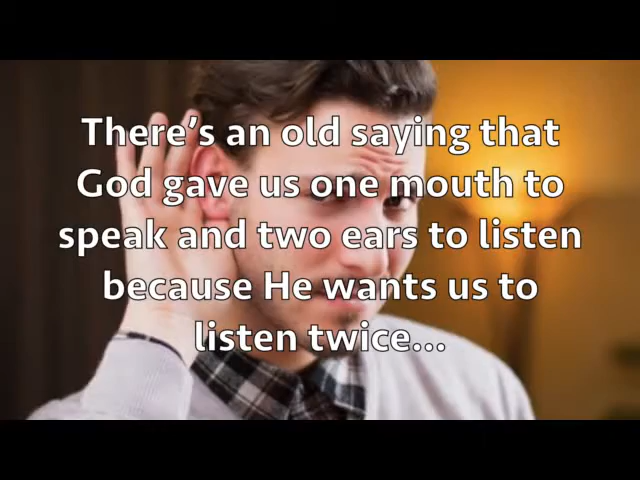 There's an old saying that
God gave us one mouth to
speak and two ears to listen
because He wants us to
listen twice...